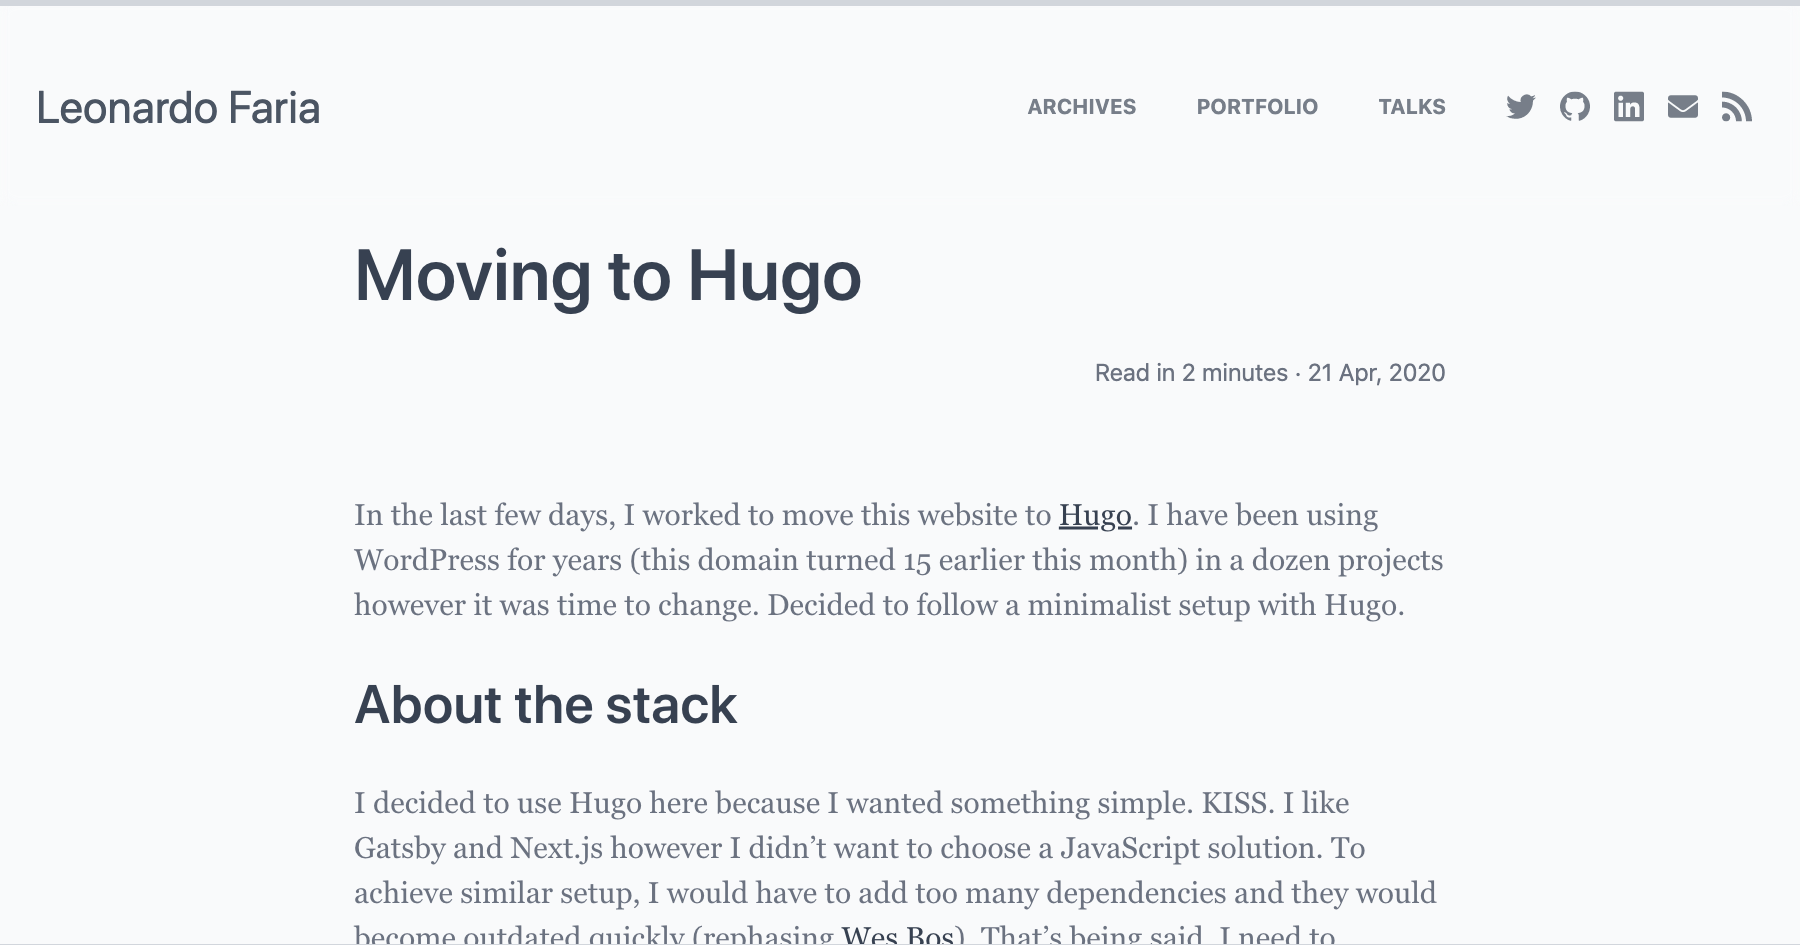 Leonardo Faria
ARCHIVES PORTFOLIO TALKS
Moving to Hugo
Read in 2 minutes · 21 Apr, 2020
In the last few days, I worked to move this website to Hugo. I have been using
WordPress for years (this domain turned 15 earlier this month) in a dozen projects
however it was time to change. Decided to follow a minimalist setup with Hugo.
About the stack
I decided to use Hugo here because I wanted something simple. KISS. I like
Gatsby and Next.js however I didn’t want to choose a JavaScript solution. To
achieve similar setup, I would have to add too many dependencies and they would
become outdated quickly (rephasing Wes Bos). That’s being said, I need to